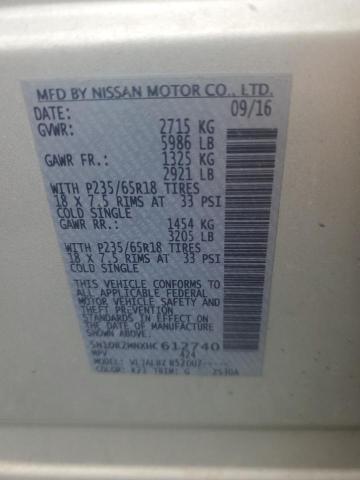 MFD BY NISSAN MOTOR CO., LTD.
DATE: 09/16
GVWR: 2715 KG
5986 LB
GAWR FR.: 1325 KG
2921 LB
WITH P235/65R18 TIRES
18 X 7.5 RIMS AT 33 PSI
COLD SINGLE
GAWR RR.: 1454 KG
3205 LB
WITH P235/65R18 TIRES
18 X 7.5 RIMS AT 33 PSI
COLD SINGLE
THIS VEHICLE CONFORMS TO
ALL APPLICABLE FEDERAL
MOTOR VEHICLE SAFETY AND
THEFT PREVENTION
STANDARDS IN EFFECT ON
THE DATE OF MANUFACTURE
SHOWN ABOVE.
5N1DR2MNXHC 612740
MPV
COLOR: K23 TRIM: G